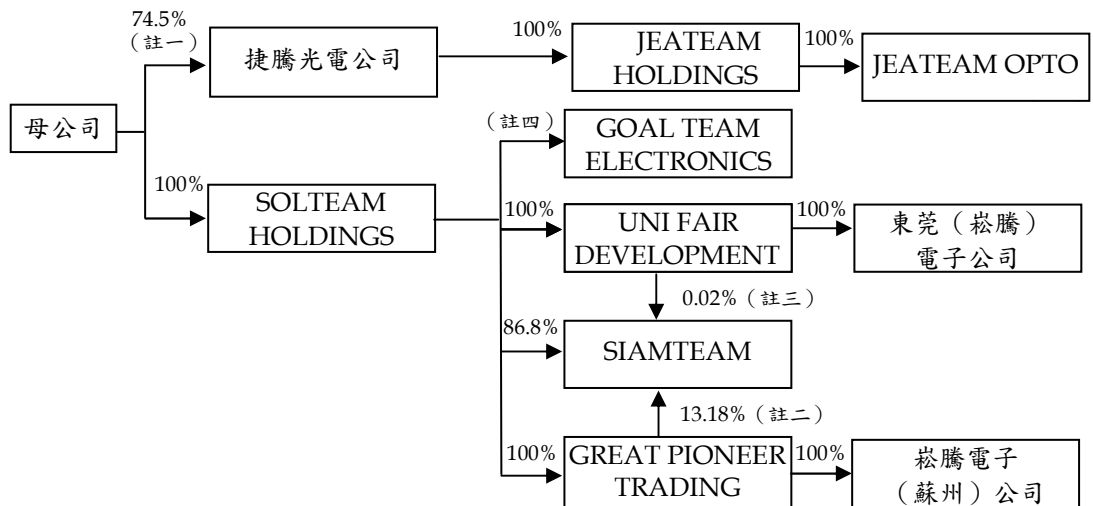 74.5%
（註一）
捷騰光電公司
100%
JEATEAM
HOLDINGS
100%
JEATEAM OPTO
母公司
（註四）
GOAL TEAM
ELECTRONICS
100%
SOLTEAM
HOLDINGS
100%
UNI FAIR
DEVELOPMENT
100%
東莞（崧騰）
電子公司
0.02%（註三）
86.8%
SIAMTEAM
13.18%（註二）
100%
GREAT PIONEER
TRADING
100%
崧騰電子
（蘇州）公司